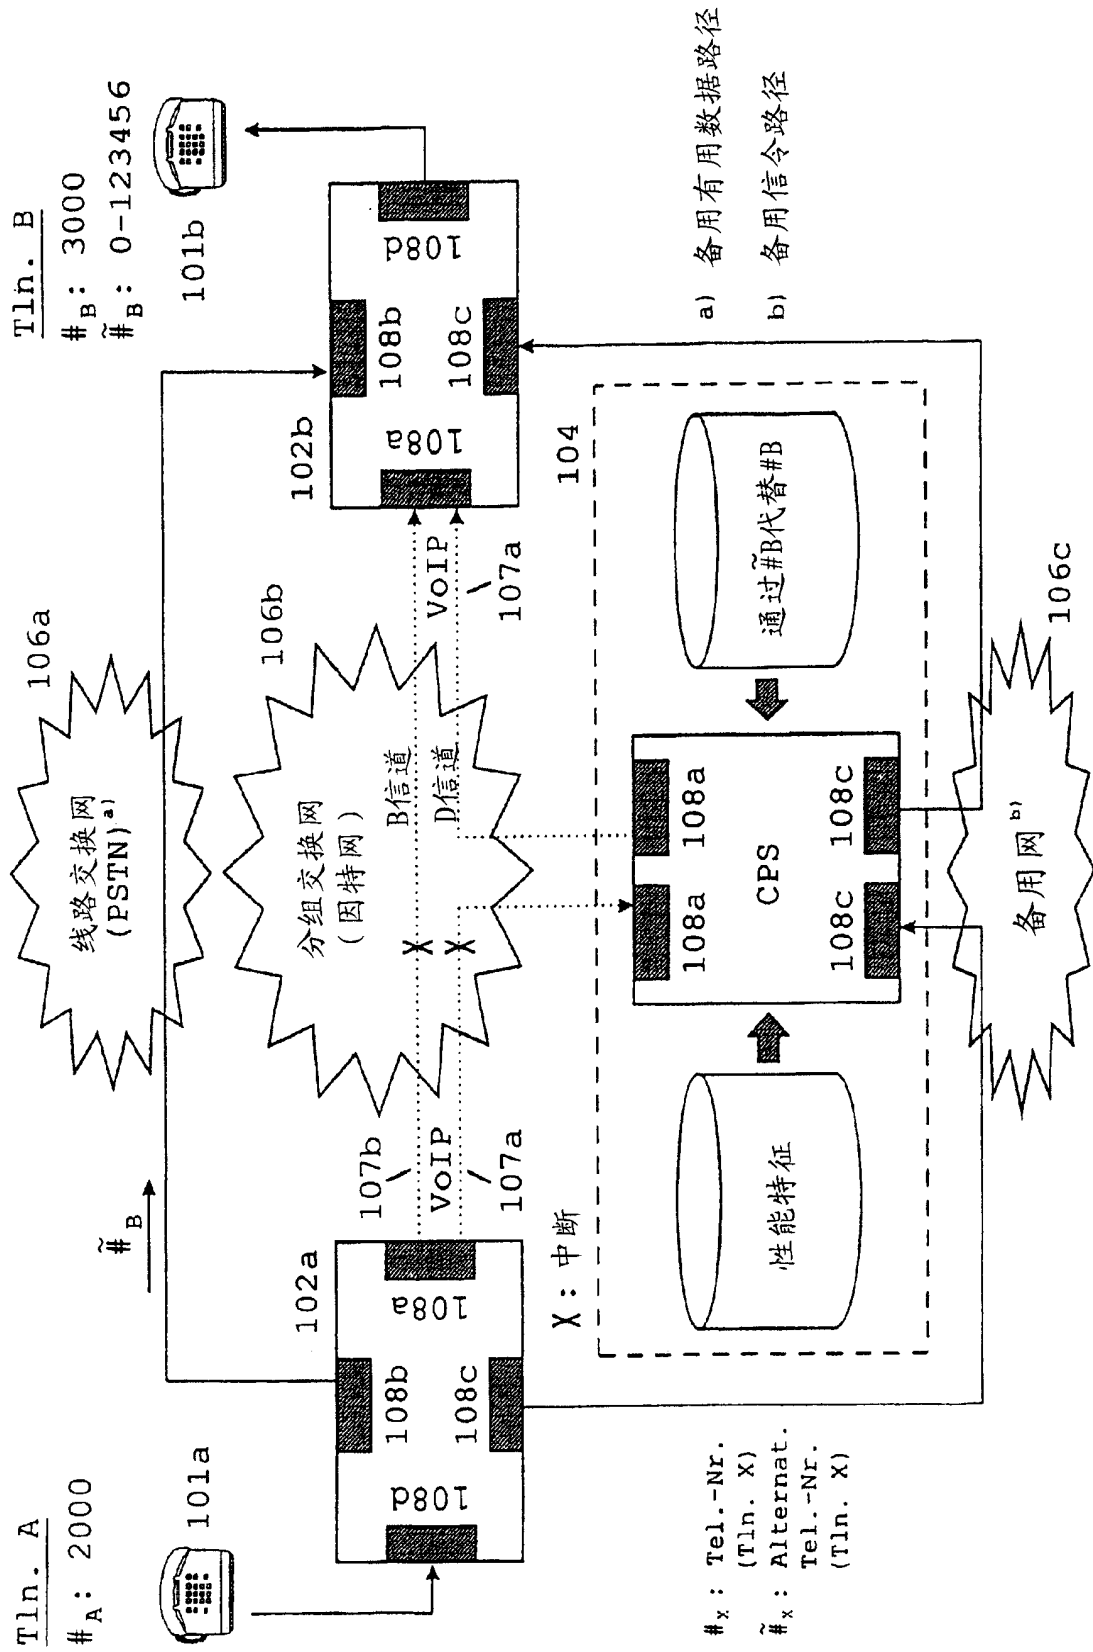 Tln. A
#A: 2000
101a
#̃B
106a
线路交换网
(PSTN)a)
Tln. B
#B: 3000
#̃B: 0-123456
101b
102a
108b
108d
108a
108c
107b
VoIP
107a
106b
分组交换网
(因特网)
B信道
D信道
VoIP
107a
102b
108b
108a
108d
108c
X: 中断
104
性能特征
108a
108a
CPS
108c
108c
通过#̃B代替#B
#x: Tel.-Nr.
(Tln. X)
#̃x: Alternat.
Tel.-Nr.
(Tln. X)
备用网b)
106c
a) 备用有用数据路径
b) 备用信令路径